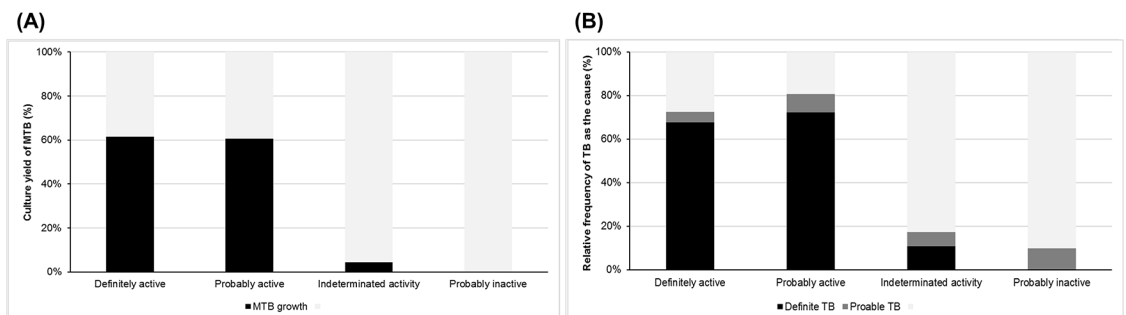 (A)
Culture yield of MTB (%)
100%
80%
60%
40%
20%
0%
Definitely active Probably active Indeterminated activity Probably inactive
MTB growth
(B)
Relative frequency of TB as the cause (%)
100%
80%
60%
40%
20%
0%
Definitely active Probably active Indeterminated activity Probably inactive
Definite TB Proable TB